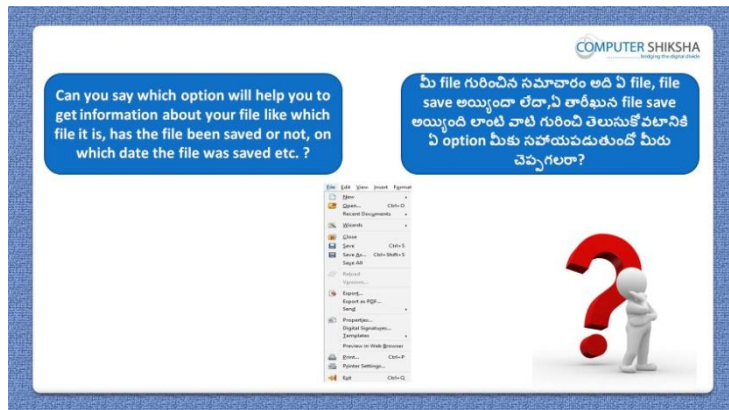 COMPUTER SHIKSHA
bridging the digital divide
Can you say which option will help you to
get information about your file like which
file it is, has the file been saved or not, on
which date the file was saved etc. ?
మీ file గురించిన సమాచారం అది ఏ file, file
save అయ్యిందా లేదా,ఏ తారీఖున file save
అయ్యింది లాంటి వాటి గురించి తెలుసుకోవటానికి
ఏ option మీకు సహాయపడుతుందో మీరు
చెప్పగలరా?
File Edit View Insert Format
New
Open... Ctrl+O
Recent Documents
Wizards
Close
Save Ctrl+S
Save As... Ctrl+Shift+S
Save All
Reload
Versions...
Export...
Export as PDF...
Send
Properties...
Digital Signatures...
Templates
Preview in Web Browser
Print... Ctrl+P
Printer Settings...
Exit Ctrl+Q